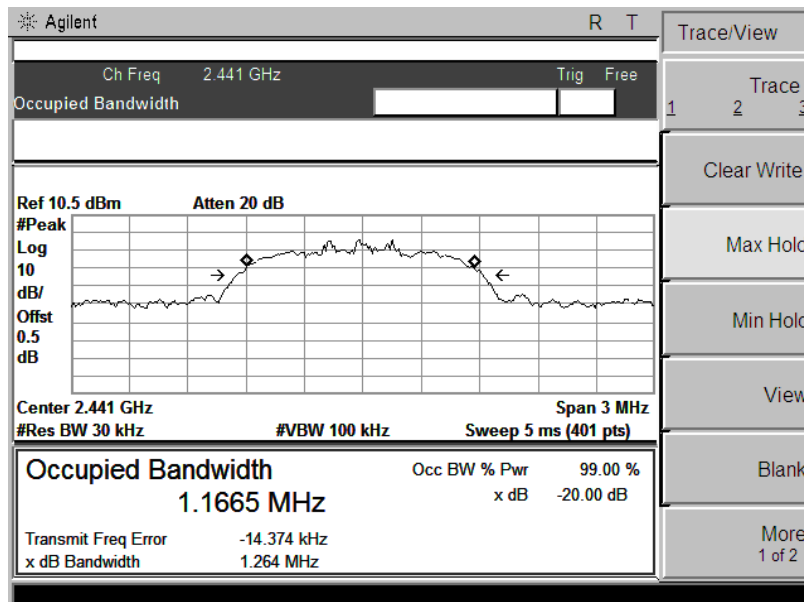 Agilent R T
Ch Freq 2.441 GHz Trig Free
Occupied Bandwidth
Ref 10.5 dBm Atten 20 dB
#Peak
Log
10
dB/
Offst
0.5
dB
Center 2.441 GHz Span 3 MHz
#Res BW 30 kHz #VBW 100 kHz Sweep 5 ms (401 pts)
Occupied Bandwidth Occ BW % Pwr 99.00 %
1.1665 MHz x dB -20.00 dB
Transmit Freq Error -14.374 kHz
x dB Bandwidth 1.264 MHz
Trace/View
Trace
1 2 3
Clear Write
Max Hold
Min Hold
View
Blank
More
1 of 2